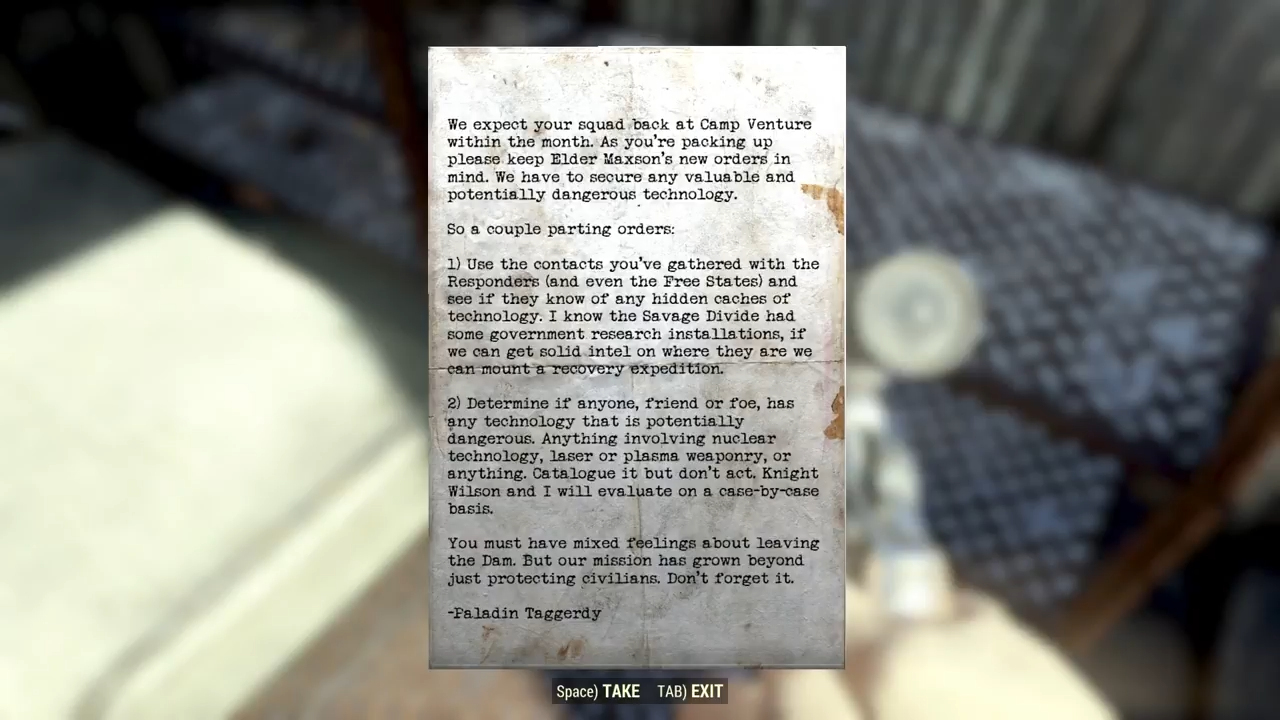 We expect your squad back at Camp Venture
within the month. As you're packing up
please keep Elder Maxson's new orders in
mind. We have to secure any valuable and
potentially dangerous technology.
So a couple parting orders:
1) Use the contacts you've gathered with the
Responders (and even the Free States) and
see if they know of any hidden caches of
technology. I know the Savage Divide had
some government research installations, if
we can get solid intel on where they are we
can mount a recovery expedition.
2) Determine if anyone, friend or foe, has
any technology that is potentially
dangerous. Anything involving nuclear
technology, laser or plasma weaponry, or
anything. Catalogue it but don't act. Knight
Wilson and I will evaluate on a case-by-case
basis.
You must have mixed feelings about leaving
the Dam. But our mission has grown beyond
just protecting civilians. Don't forget it.
-Paladin Taggerdy
Space) TAKE TAB) EXIT